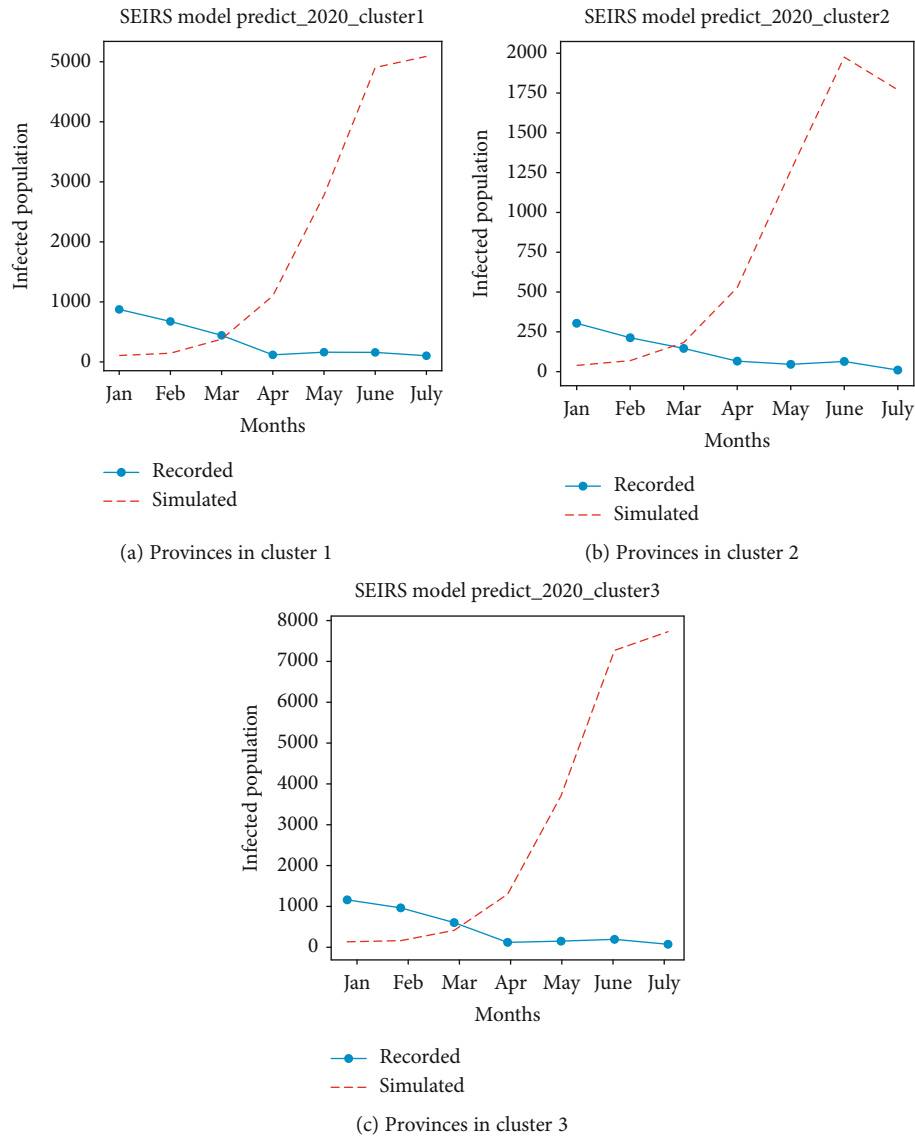 SEIRS model predict_2020_cluster1
5000
4000
3000
2000
1000
0
Infected population
Jan Feb Mar Apr May June July
Months
Recorded
Simulated
(a) Provinces in cluster 1
SEIRS model predict_2020_cluster2
2000
1750
1500
1250
1000
750
500
250
0
Infected population
Jan Feb Mar Apr May June July
Months
Recorded
Simulated
(b) Provinces in cluster 2
SEIRS model predict_2020_cluster3
8000
7000
6000
5000
4000
3000
2000
1000
0
Infected population
Jan Feb Mar Apr May June July
Months
Recorded
Simulated
(c) Provinces in cluster 3